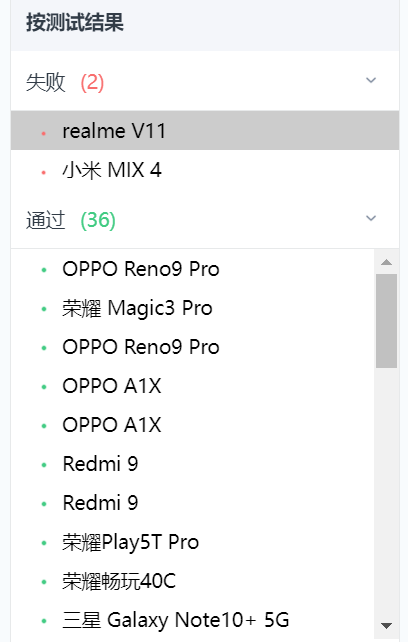 按测试结果
失败 (2)
realme V11
小米 MIX 4
通过 (36)
OPPO Reno9 Pro
荣耀 Magic3 Pro
OPPO Reno9 Pro
OPPO A1X
OPPO A1X
Redmi 9
Redmi 9
荣耀Play5T Pro
荣耀畅玩40C
三星 Galaxy Note10+ 5G